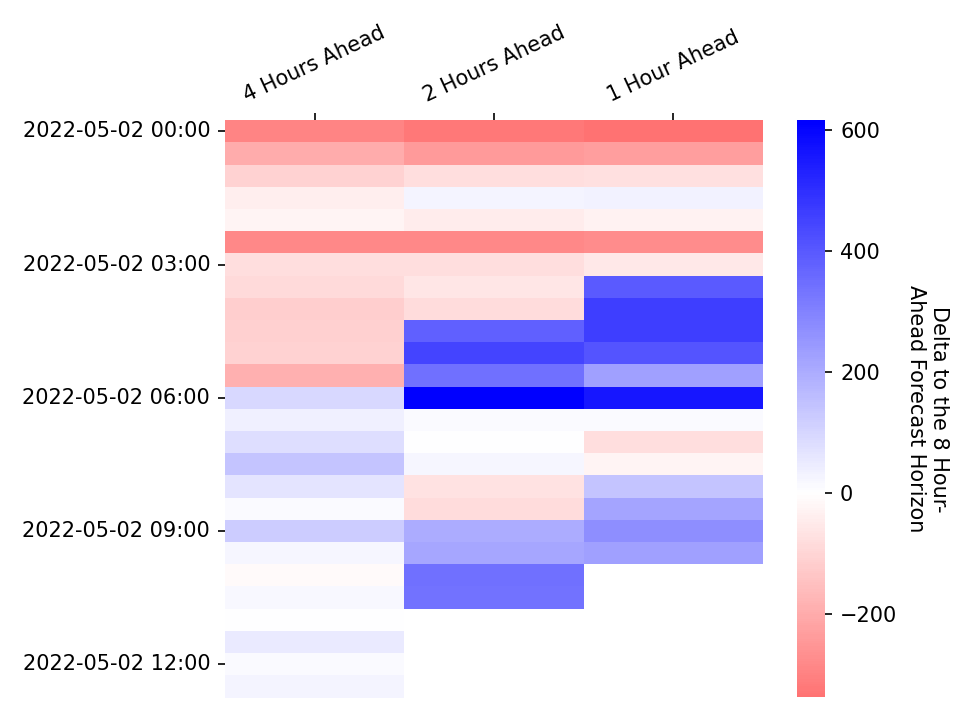 4 Hours Ahead
2 Hours Ahead
1 Hour Ahead
2022-05-02 00:00
2022-05-02 03:00
2022-05-02 06:00
2022-05-02 09:00
2022-05-02 12:00
600
400
200
0
−200
Delta to the 8 Hour-
Ahead Forecast Horizon